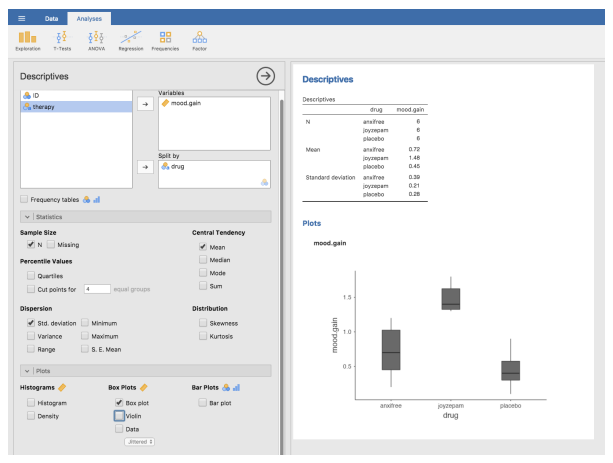 Data Analyses
Exploration T-Tests ANOVA Regression Frequencies Factor
Descriptives
ID
therapy
Variables
mood.gain
Split by
drug
Frequency tables
Statistics
Sample Size
N Missing
Percentile Values
Quartiles
Cut points for 4 equal groups
Dispersion
Std. deviation Minimum
Variance Maximum
Range S. E. Mean
Central Tendency
Mean
Median
Mode
Sum
Distribution
Skewness
Kurtosis
Plots
Histograms
Histogram
Density
Box Plots
Box plot
Violin
Data
Jittered
Bar Plots
Bar plot
Descriptives
Descriptives
drug mood.gain
N anxifree 6
joyzepam 6
placebo 6
Mean anxifree 0.72
joyzepam 1.48
placebo 0.45
Standard deviation anxifree 0.39
joyzepam 0.21
placebo 0.28
Plots
mood.gain
mood.gain
1.5
1.0
0.5
anxifree joyzepam placebo
drug